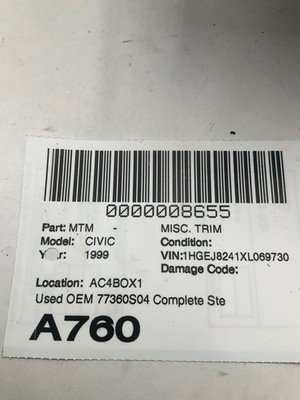 0000008655
Part: MTM - MISC. TRIM
Model: CIVIC Condition:
Year: 1999 VIN:1HGEJ8241XL069730
Damage Code:
Location: AC4BOX1
Used OEM 77360S04 Complete Ste
A760